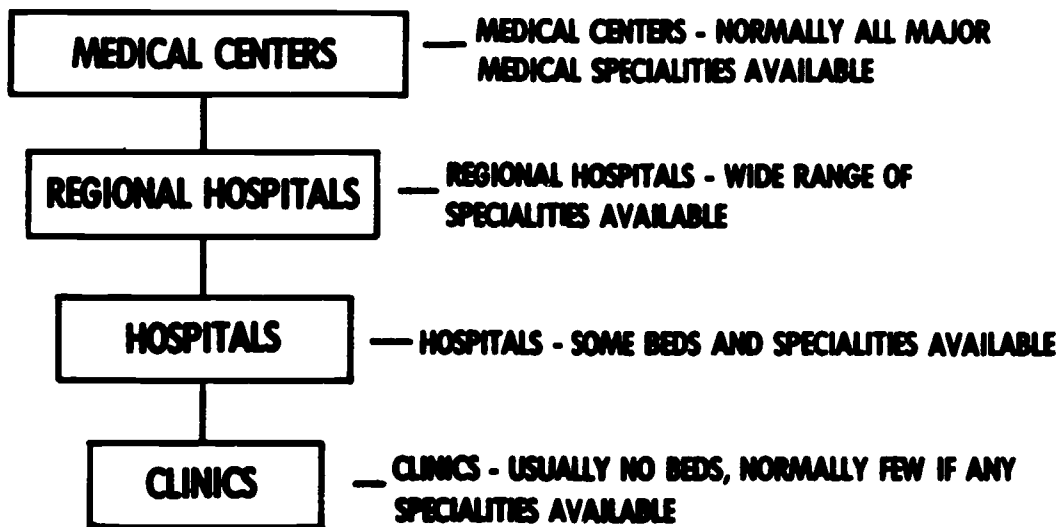 MEDICAL CENTERS
MEDICAL CENTERS - NORMALLY ALL MAJOR
MEDICAL SPECIALITIES AVAILABLE
REGIONAL HOSPITALS
REGIONAL HOSPITALS - WIDE RANGE OF
SPECIALITIES AVAILABLE
HOSPITALS
HOSPITALS - SOME BEDS AND SPECIALITIES AVAILABLE
CLINICS
CLINICS - USUALLY NO BEDS, NORMALLY FEW IF ANY
SPECIALITIES AVAILABLE